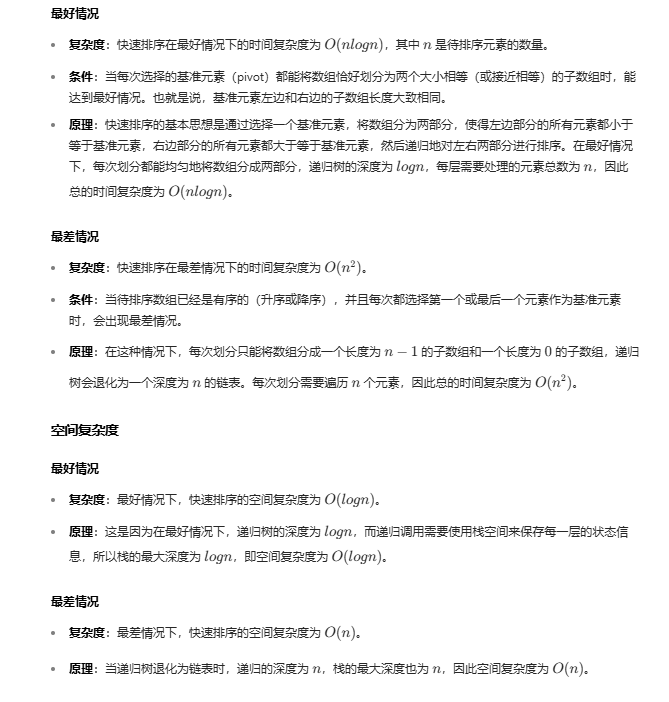 最好情况
• 复杂度：快速排序在最好情况下的时间复杂度为 O(nlogn)，其中 n 是待排序元素的数量。
• 条件：当每次选择的基准元素（pivot）都能将数组恰好划分为两个大小相等（或接近相等）的子数组时，能
达到最好情况。也就是说，基准元素左边和右边的子数组长度大致相同。
• 原理：快速排序的基本思想是通过选择一个基准元素，将数组分为两部分，使得左边部分的所有元素都小于
等于基准元素，右边部分的所有元素都大于等于基准元素，然后递归地对左右两部分进行排序。在最好情况
下，每次划分都能均匀地将数组分成两部分，递归树的深度为 logn，每层需要处理的元素总数为 n，因此
总的时间复杂度为 O(nlogn)。
最差情况
• 复杂度：快速排序在最差情况下的时间复杂度为 O(n²)。
• 条件：当待排序数组已经是有序的（升序或降序），并且每次都选择第一个或最后一个元素作为基准元素
时，会出现最差情况。
• 原理：在这种情况下，每次划分只能将数组分成一个长度为 n − 1 的子数组和一个长度为 0 的子数组，递归
树会退化为一个深度为 n 的链表。每次划分需要遍历 n 个元素，因此总的时间复杂度为 O(n²)。
空间复杂度
最好情况
• 复杂度：最好情况下，快速排序的空间复杂度为 O(logn)。
• 原理：这是因为在最好情况下，递归树的深度为 logn，而递归调用需要使用栈空间来保存每一层的状态信
息，所以栈的最大深度为 logn，即空间复杂度为 O(logn)。
最差情况
• 复杂度：最差情况下，快速排序的空间复杂度为 O(n)。
• 原理：当递归树退化为链表时，递归的深度为 n，栈的最大深度也为 n，因此空间复杂度为 O(n)。